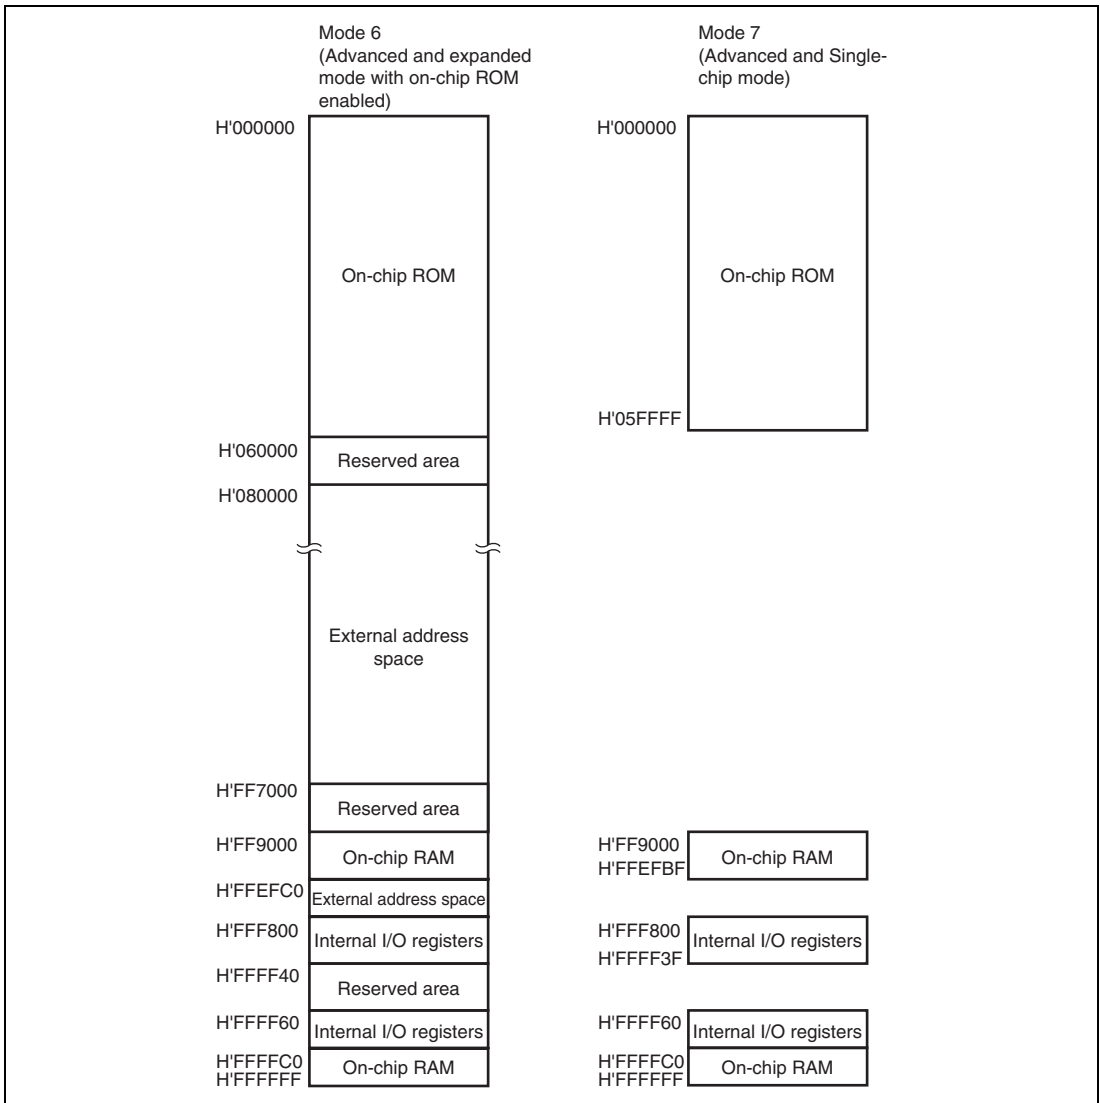 Mode 6
(Advanced and expanded
mode with on-chip ROM
enabled)
H'000000
On-chip ROM
H'060000
Reserved area
H'080000
External address
space
H'FF7000
Reserved area
H'FF9000
On-chip RAM
H'FFEFC0
External address space
H'FFF800
Internal I/O registers
H'FFFF40
Reserved area
H'FFFF60
Internal I/O registers
H'FFFFC0
On-chip RAM
H'FFFFFF
Mode 7
(Advanced and Single-
chip mode)
H'000000
On-chip ROM
H'05FFFF
H'FF9000
On-chip RAM
H'FFEFBF
H'FFF800
Internal I/O registers
H'FFFF3F
H'FFFF60
Internal I/O registers
H'FFFFC0
On-chip RAM
H'FFFFFF